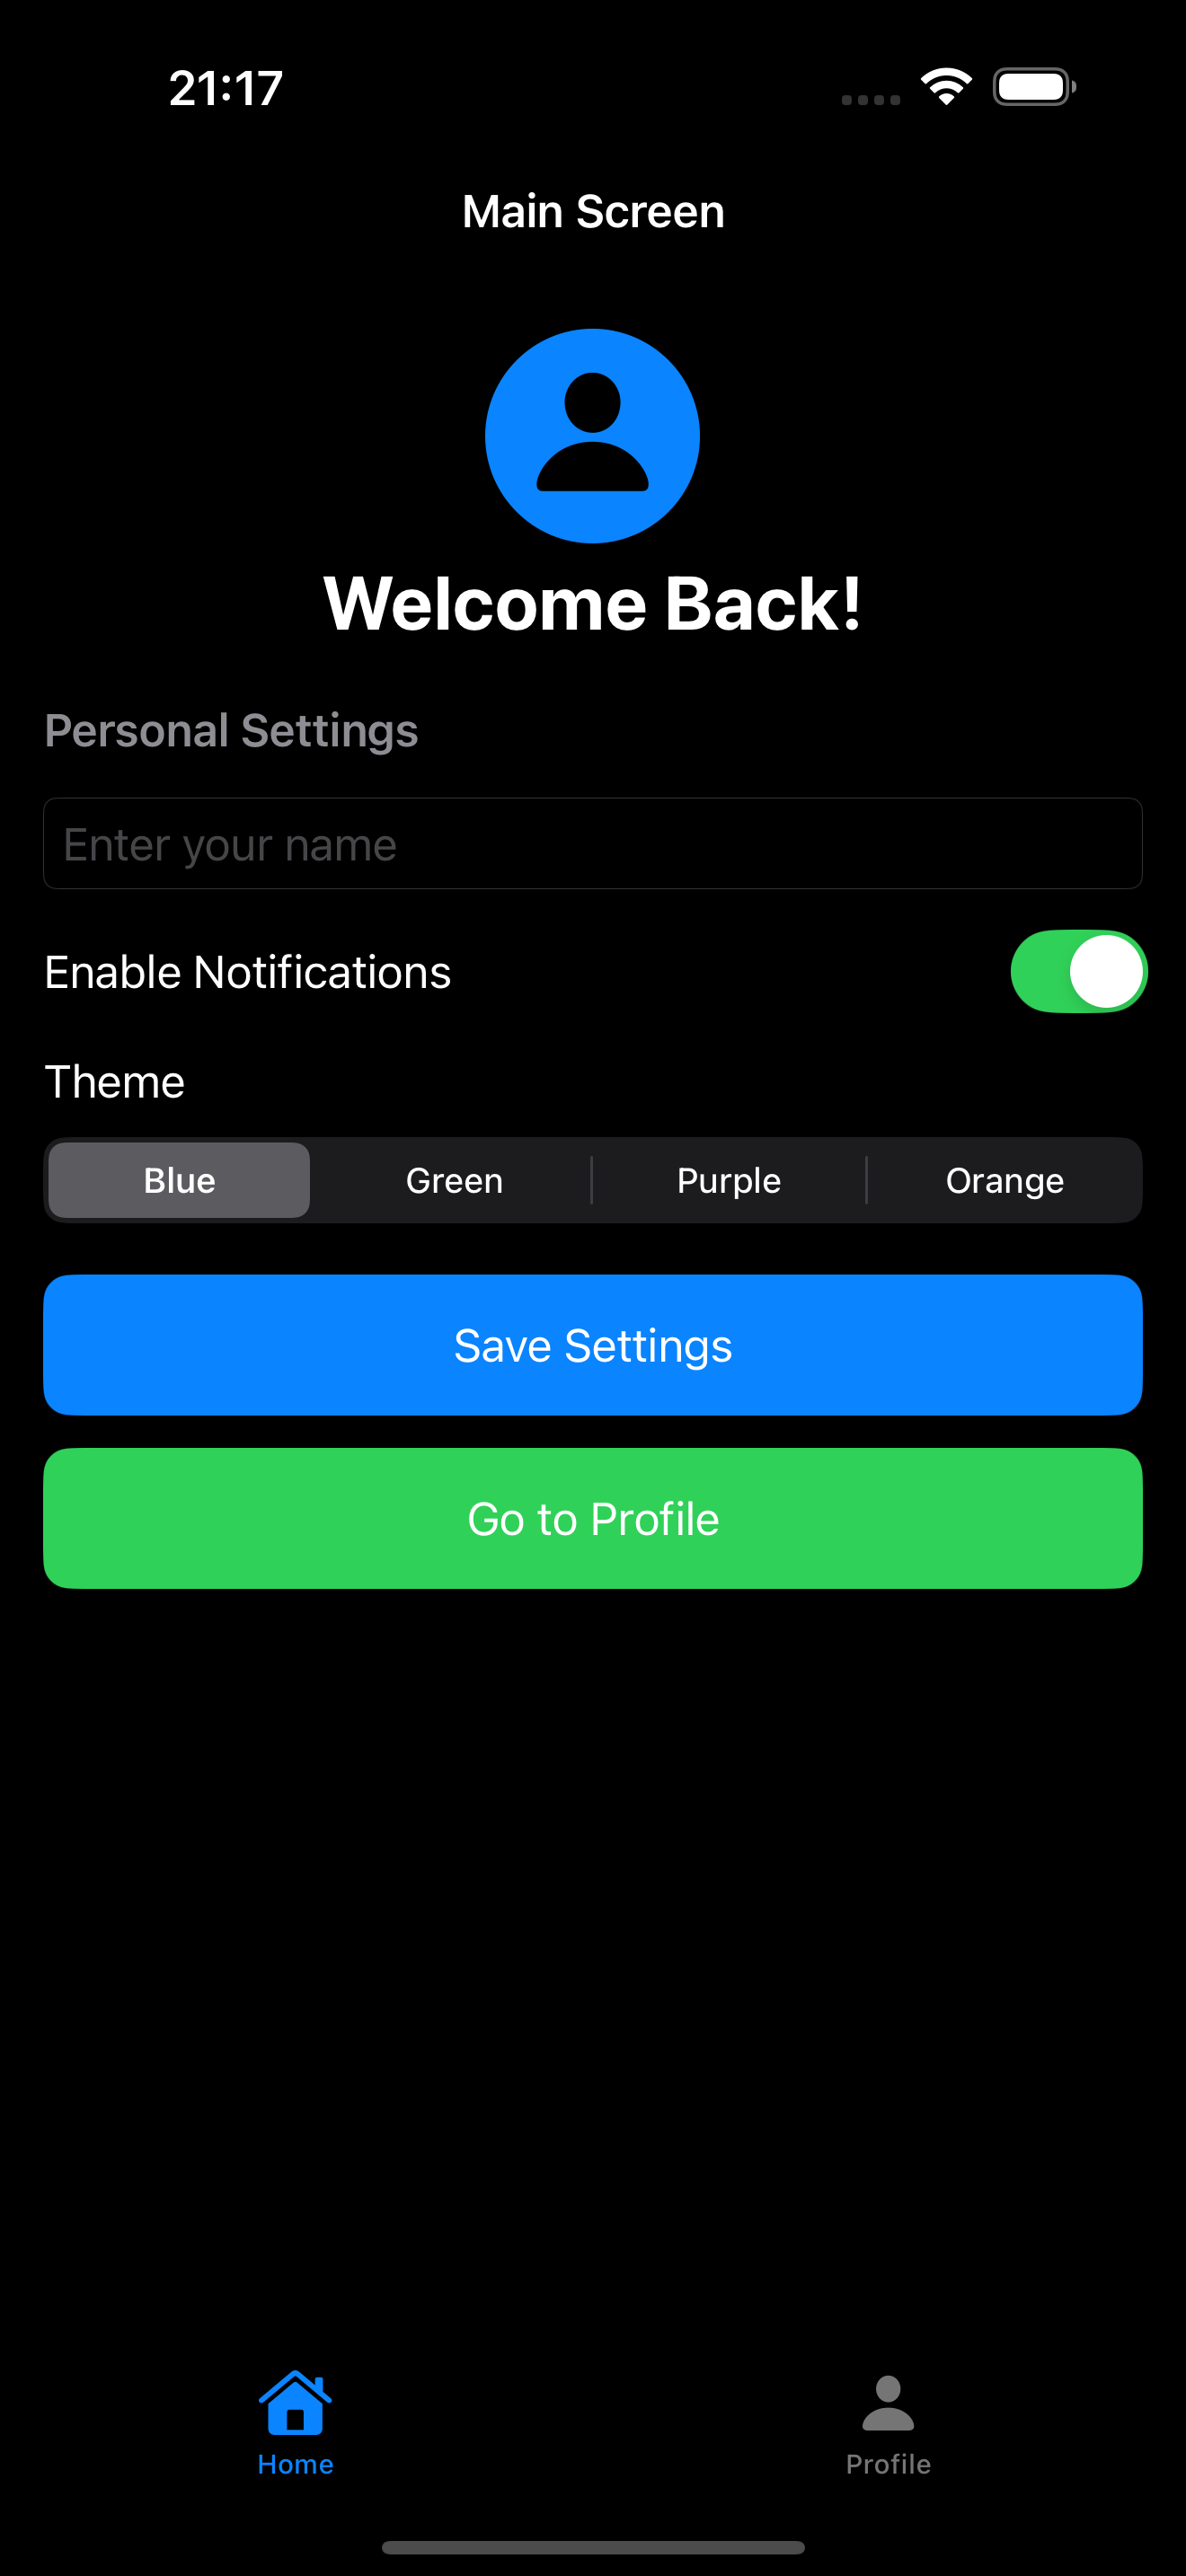 21:17
Main Screen
Welcome Back!
Personal Settings
Enter your name
Enable Notifications
Theme
Blue Green Purple Orange
Save Settings
Go to Profile
Home Profile